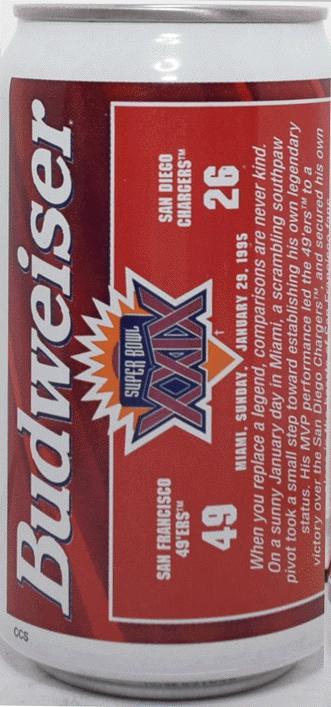 Budweiser
SAN FRANCISCO
49'ERS™
49
SUPER BOWL
XXIX
SAN DIEGO
CHARGERS™
26
MIAMI, SUNDAY, JANUARY 29, 1995
When you replace a legend, comparisons are never kind.
On a sunny January day in Miami, a scrambling southpaw
pivot took a small step toward establishing his own legendary
status. His MVP performance led the 49'ers™ to a
victory over the San Diego Chargers™, and secured his own
CCS